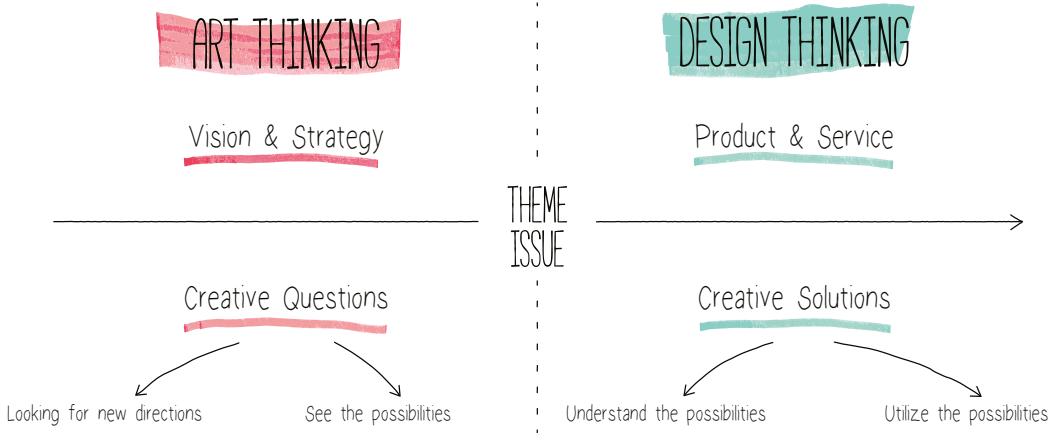 ART THINKING
DESIGN THINKING
Vision & Strategy
Product & Service
THEME
ISSUE
Creative Questions
Creative Solutions
Looking for new directions
See the possibilities
Understand the possibilities
Utilize the possibilities